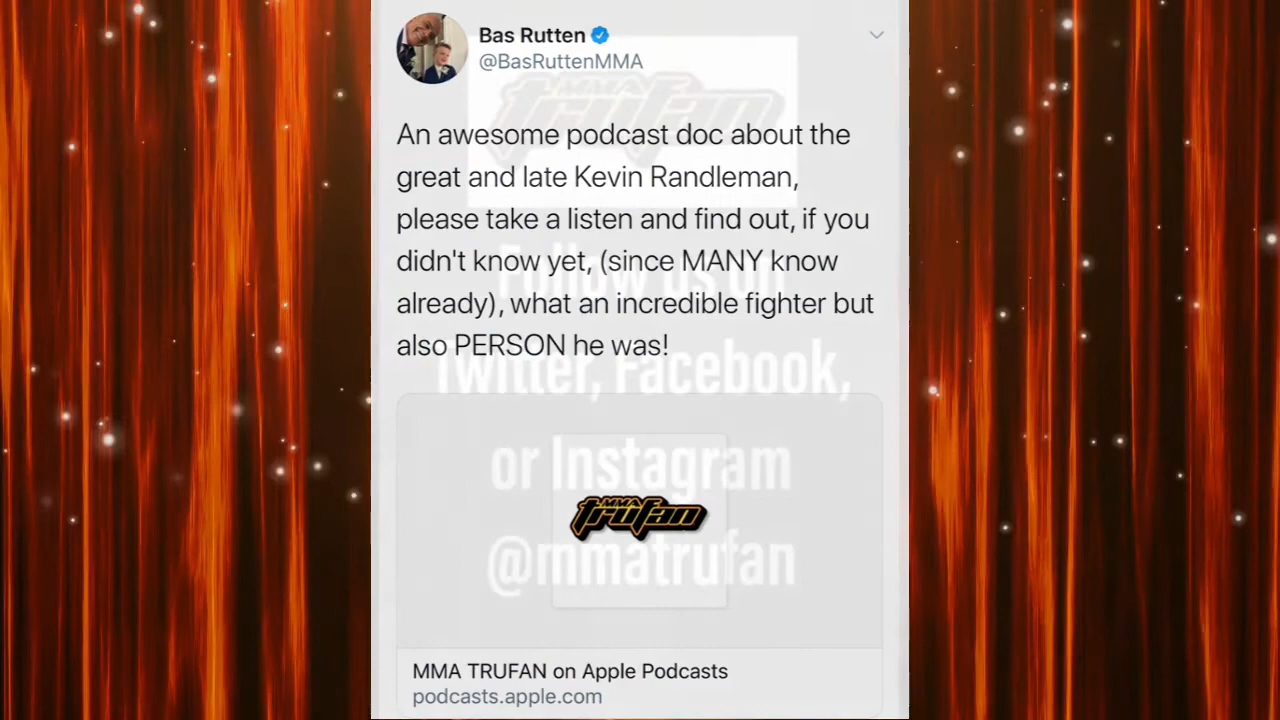 Bas Rutten
@BasRuttenMMA
MMA
trufan
An awesome podcast doc about the
great and late Kevin Randleman,
please take a listen and find out, if you
didn't know yet, (since MANY know
already), what an incredible fighter but
also PERSON he was!
Follow us on
Twitter, Facebook,
or Instagram
@mmatrufan
MMA
trufan
MMA TRUFAN on Apple Podcasts
podcasts.apple.com